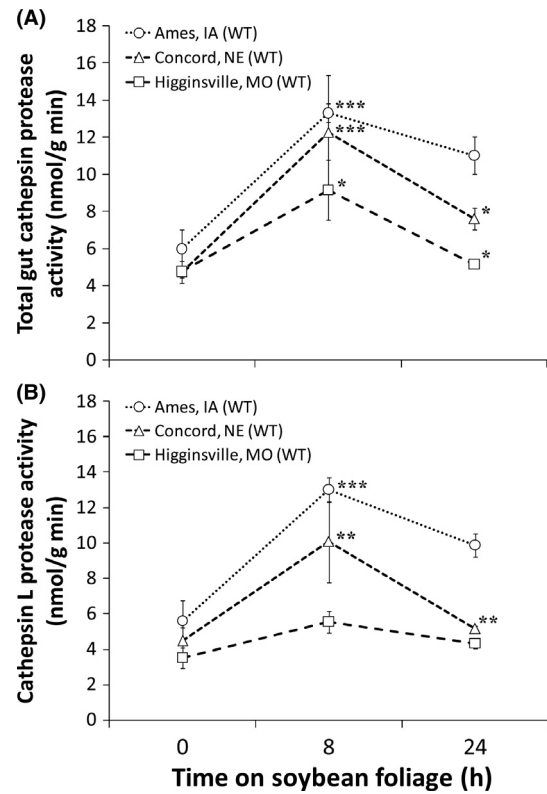 (A)
18
16
14
12
10
8
6
4
2
0
Total gut cathepsin protease
activity (nmol/g min)
Ames, IA (WT)
Concord, NE (WT)
Higginsville, MO (WT)
***
***
*
*
*
(B)
18
16
14
12
10
8
6
4
2
0
Cathepsin L protease activity
(nmol/g min)
Ames, IA (WT)
Concord, NE (WT)
Higginsville, MO (WT)
***
**
**
0 8 24
Time on soybean foliage (h)